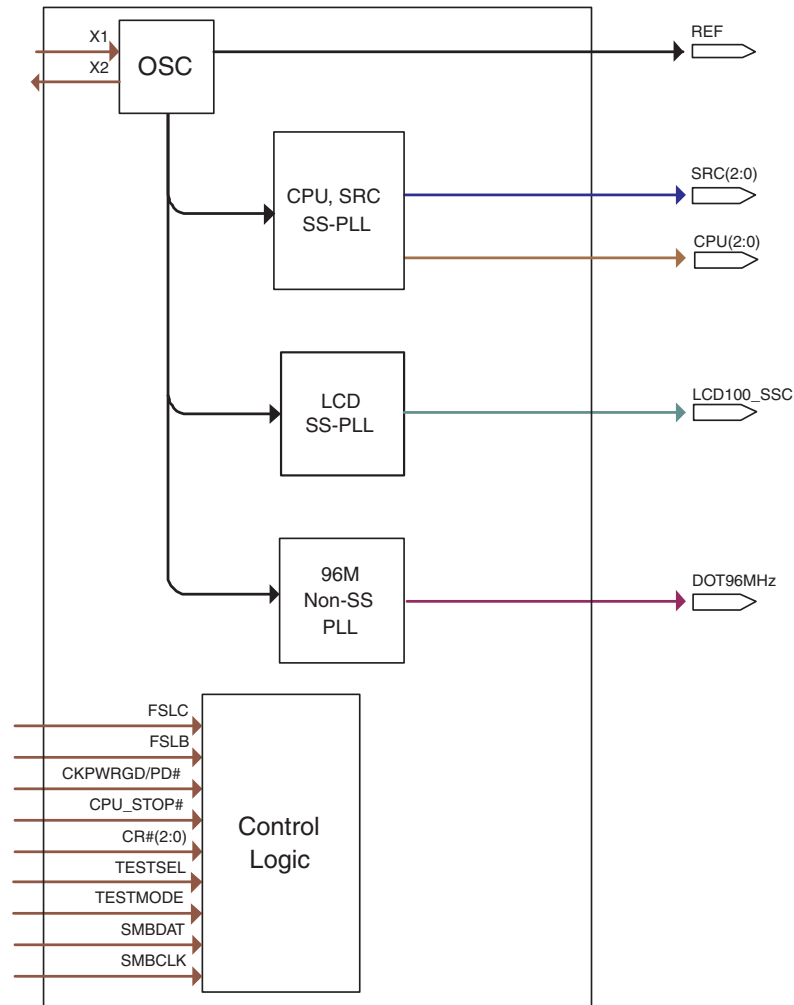 X1
X2
OSC
REF
CPU, SRC
SS-PLL
SRC(2:0)
CPU(2:0)
LCD
SS-PLL
LCD100_SSC
96M
Non-SS
PLL
DOT96MHz
FSLC
FSLB
CKPWRGD/PD#
CPU_STOP#
CR#(2:0)
TESTSEL
TESTMODE
SMBDAT
SMBCLK
Control
Logic